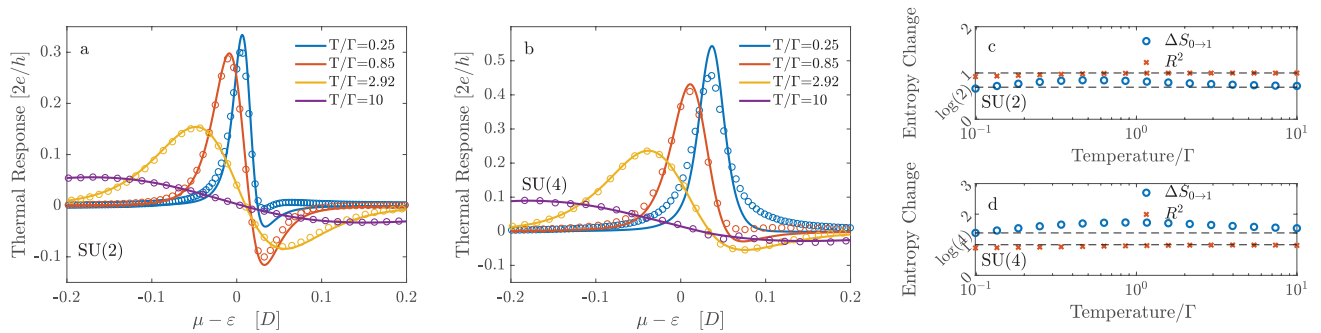 a
T/Γ=0.25
T/Γ=0.85
T/Γ=2.92
T/Γ=10
SU(2)
Thermal Response [2e/h]
0.3
0.2
0.1
0
-0.1
-0.2
-0.1
0
0.1
0.2
μ − ε [D]
b
T/Γ=0.25
T/Γ=0.85
T/Γ=2.92
T/Γ=10
SU(4)
Thermal Response [2e/h]
0.5
0.4
0.3
0.2
0.1
0
-0.1
-0.2
-0.1
0
0.1
0.2
μ − ε [D]
c
ΔS₀→₁
R²
SU(2)
Entropy Change
2
1
log(2)
0
10⁻¹
10⁰
10¹
Temperature/Γ
d
ΔS₀→₁
R²
SU(4)
Entropy Change
3
2
log(4)
1
0
10⁻¹
10⁰
10¹
Temperature/Γ